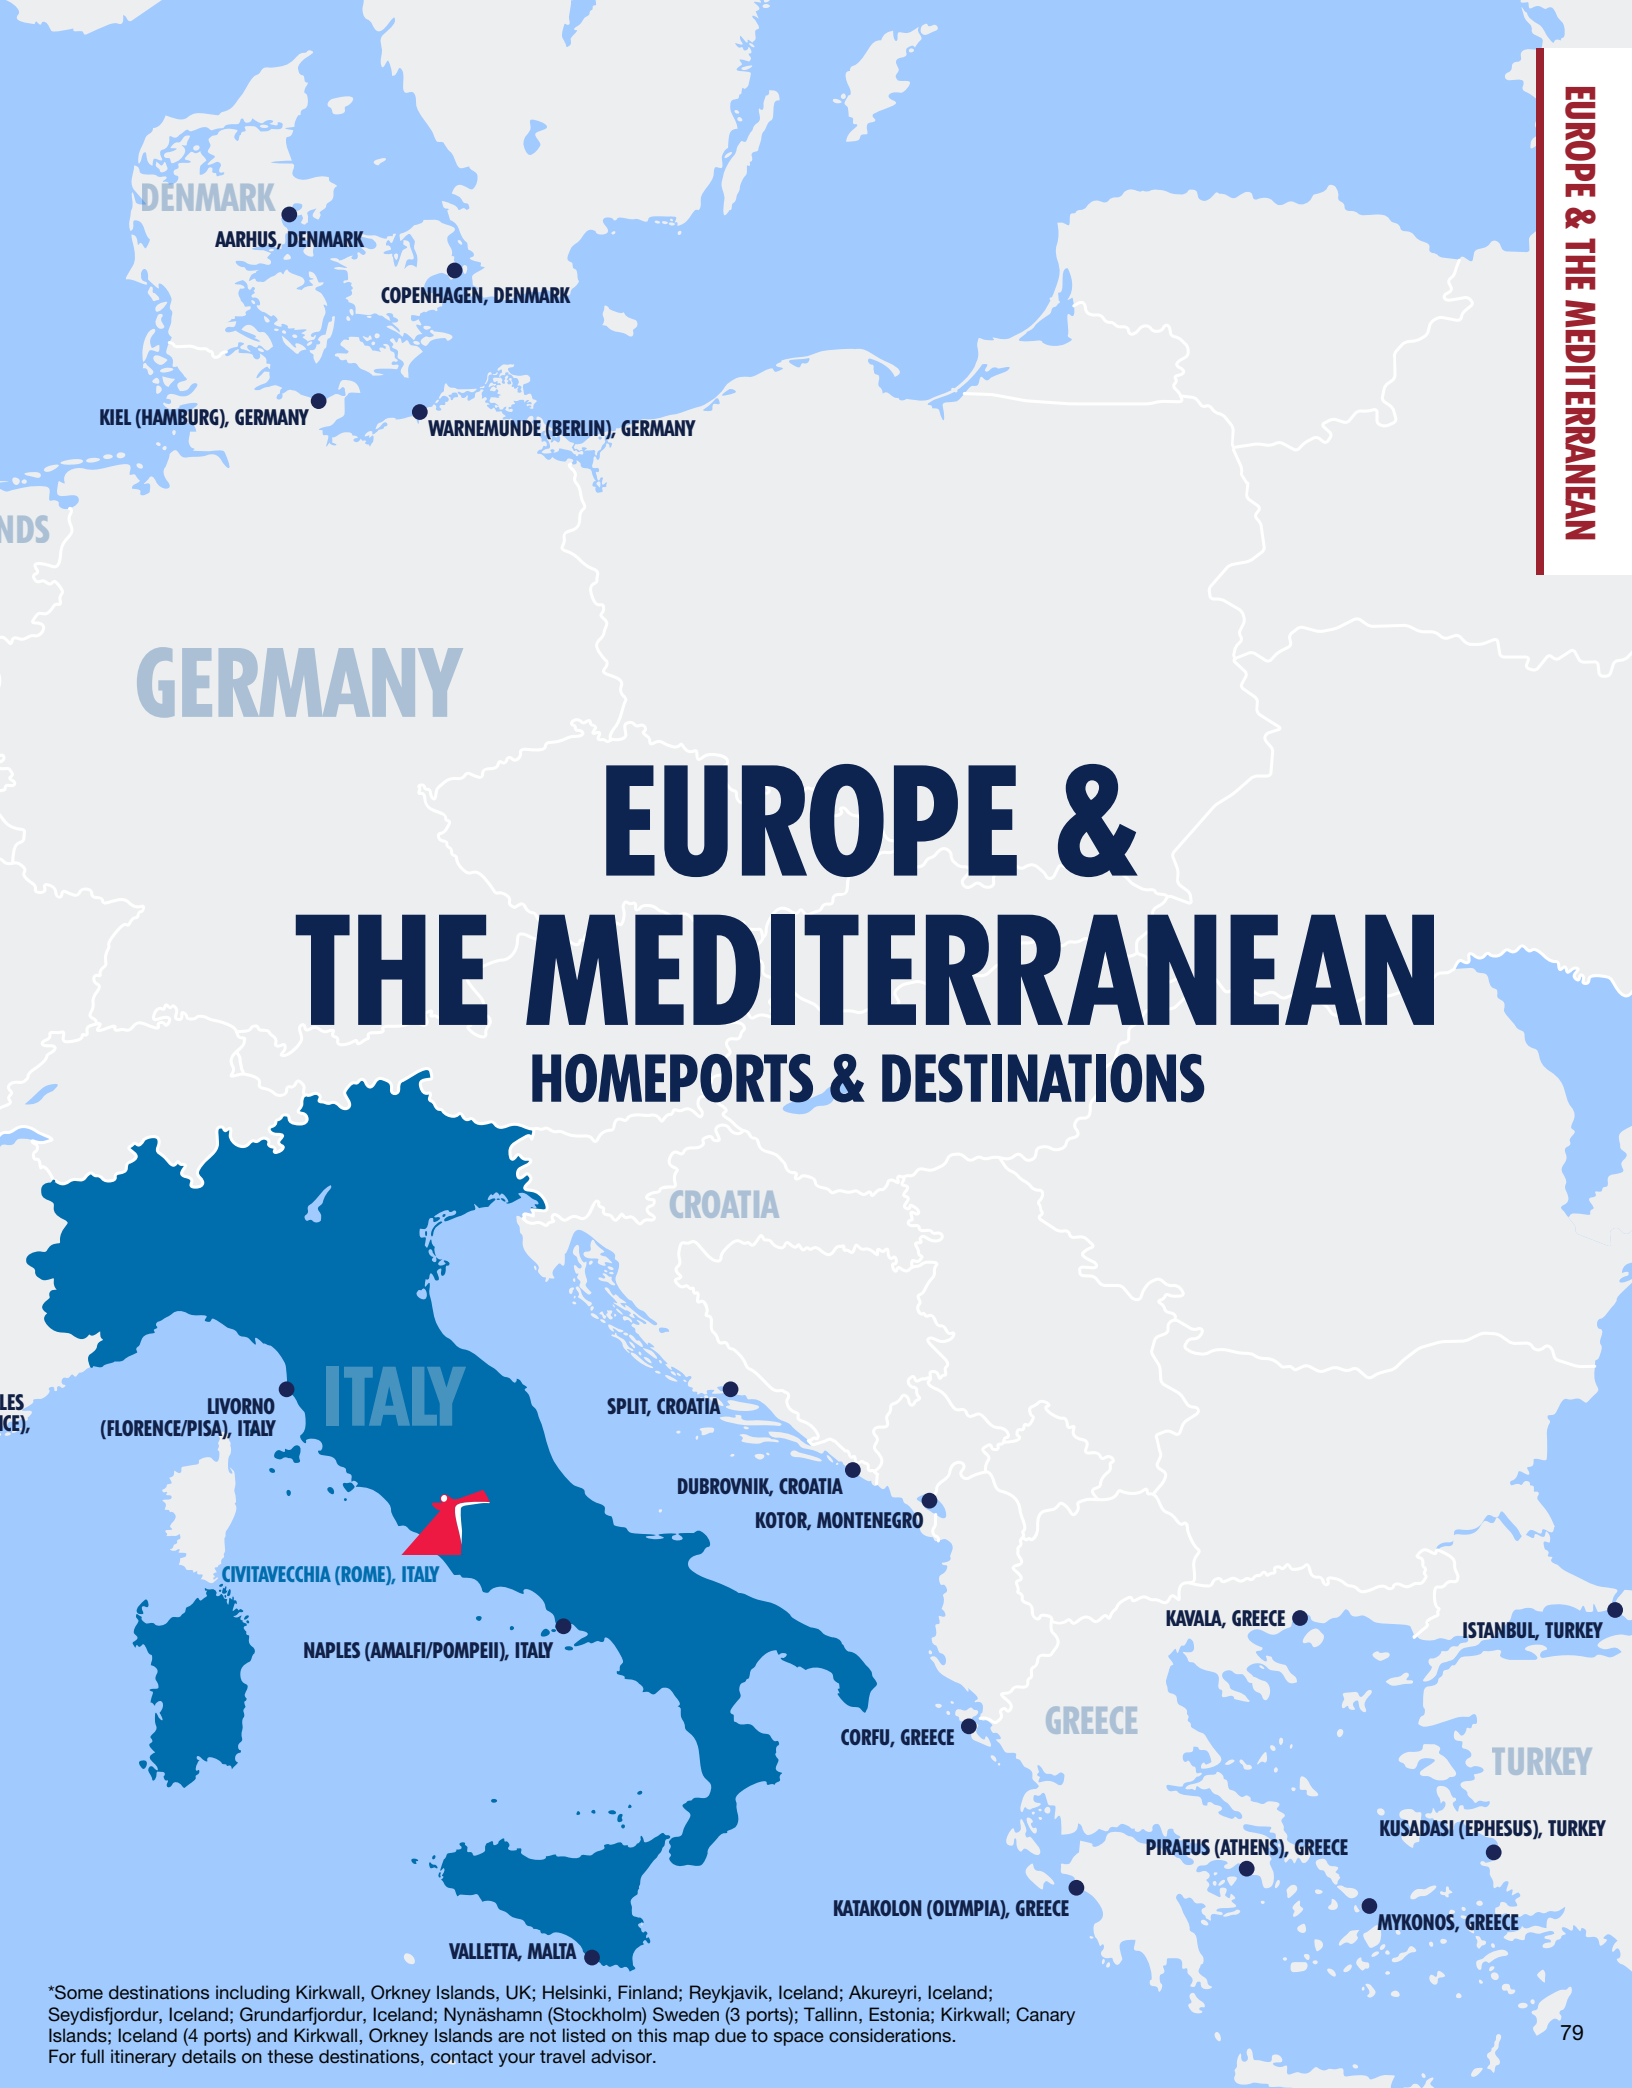 EUROPE & THE MEDITERRANEAN
DENMARK
AARHUS, DENMARK
COPENHAGEN, DENMARK
KIEL (HAMBURG), GERMANY
WARNEMUNDE (BERLIN), GERMANY
NDS
GERMANY
EUROPE &
THE MEDITERRANEAN
HOMEPORTS & DESTINATIONS
CROATIA
ITALY
LES
ICE),
LIVORNO
(FLORENCE/PISA), ITALY
SPLIT, CROATIA
DUBROVNIK, CROATIA
KOTOR, MONTENEGRO
CIVITAVECCHIA (ROME), ITALY
NAPLES (AMALFI/POMPEII), ITALY
KAVALA, GREECE
ISTANBUL, TURKEY
CORFU, GREECE
GREECE
TURKEY
KUSADASI (EPHESUS), TURKEY
PIRAEUS (ATHENS), GREECE
KATAKOLON (OLYMPIA), GREECE
MYKONOS, GREECE
VALLETTA, MALTA
*Some destinations including Kirkwall, Orkney Islands, UK; Helsinki, Finland; Reykjavik, Iceland; Akureyri, Iceland;
Seydisfjordur, Iceland; Grundarfjordur, Iceland; Nynäshamn (Stockholm) Sweden (3 ports); Tallinn, Estonia; Kirkwall; Canary
Islands; Iceland (4 ports) and Kirkwall, Orkney Islands are not listed on this map due to space considerations.
For full itinerary details on these destinations, contact your travel advisor.
79